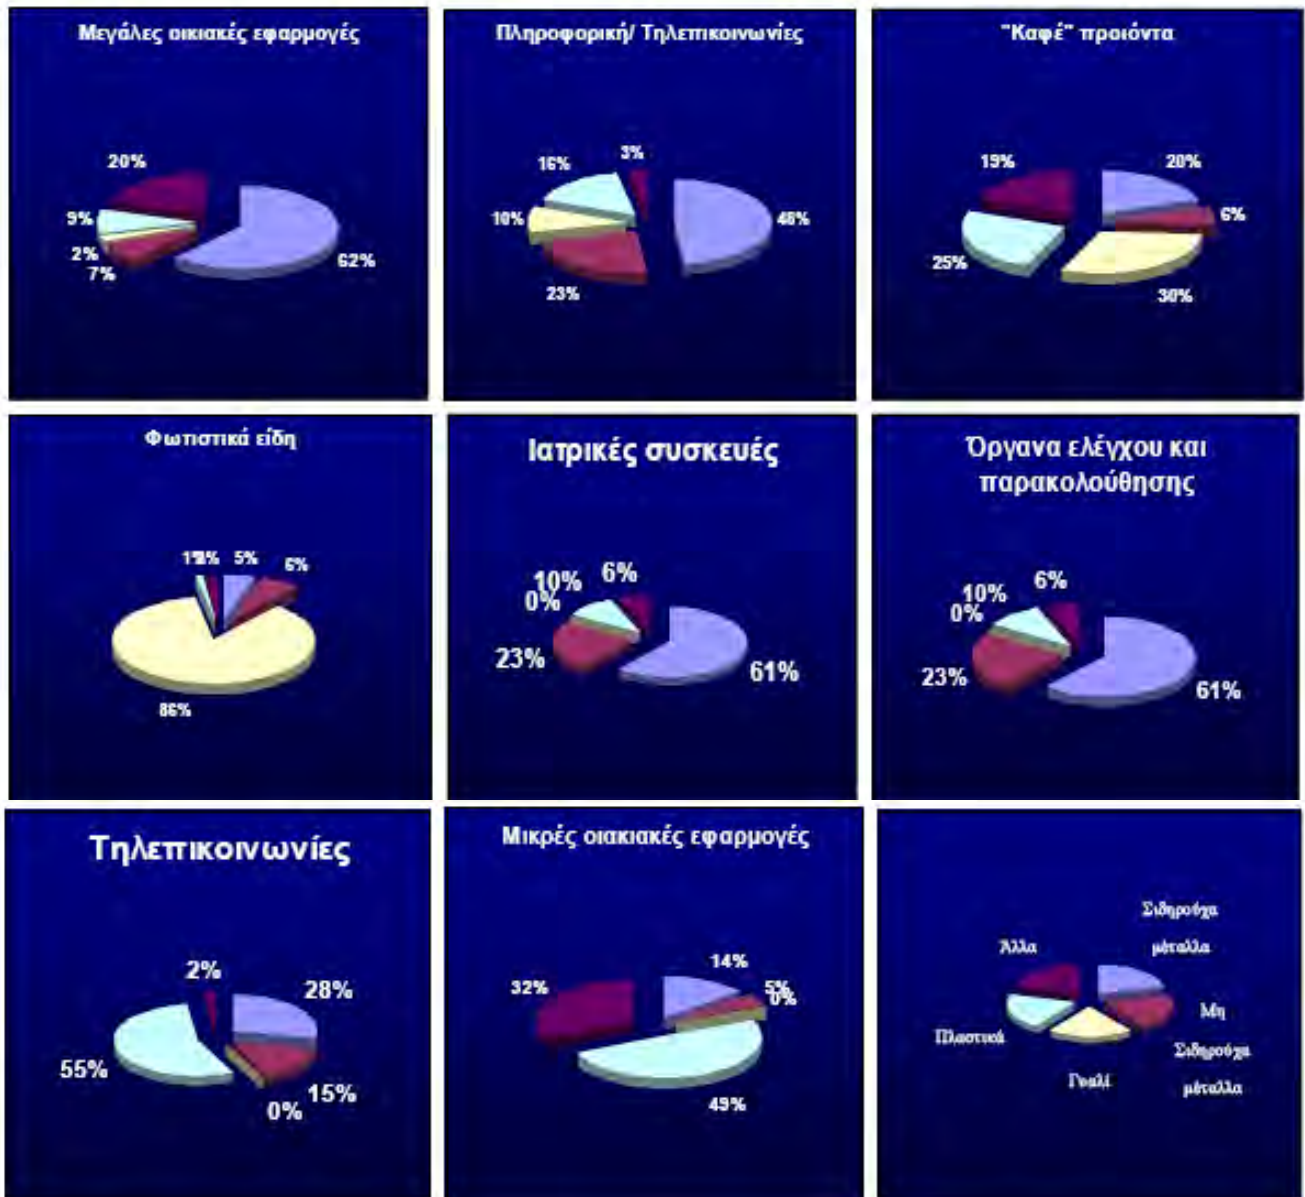 Μεγάλες οικιακές εφαρμογές
20%
9%
2%
7%
62%
Πληροφορική/ Τηλεπικοινωνίες
16%
3%
10%
48%
23%
"Καφέ" προιόντα
19%
20%
6%
25%
30%
Φωτιστικά είδη
5%
6%
86%
Ιατρικές συσκευές
10%
6%
0%
23%
61%
Όργανα ελέγχου και
παρακολούθησης
10%
6%
0%
23%
61%
Τηλεπικοινωνίες
2%
28%
55%
15%
0%
Μικρές οιακιακές εφαρμογές
14%
32%
5%
0%
49%
Σιδηρούχα
μέταλλα
Άλλα
Μη
Πλαστικά
Σιδηρούχα
Γυαλί
μέταλλα